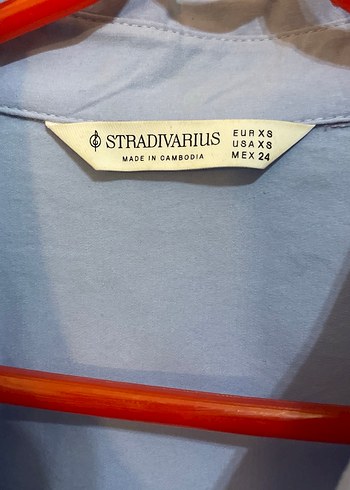 STRADIVARIUS
MADE IN CAMBODIA
EUR XS
USA XS
MEX 24